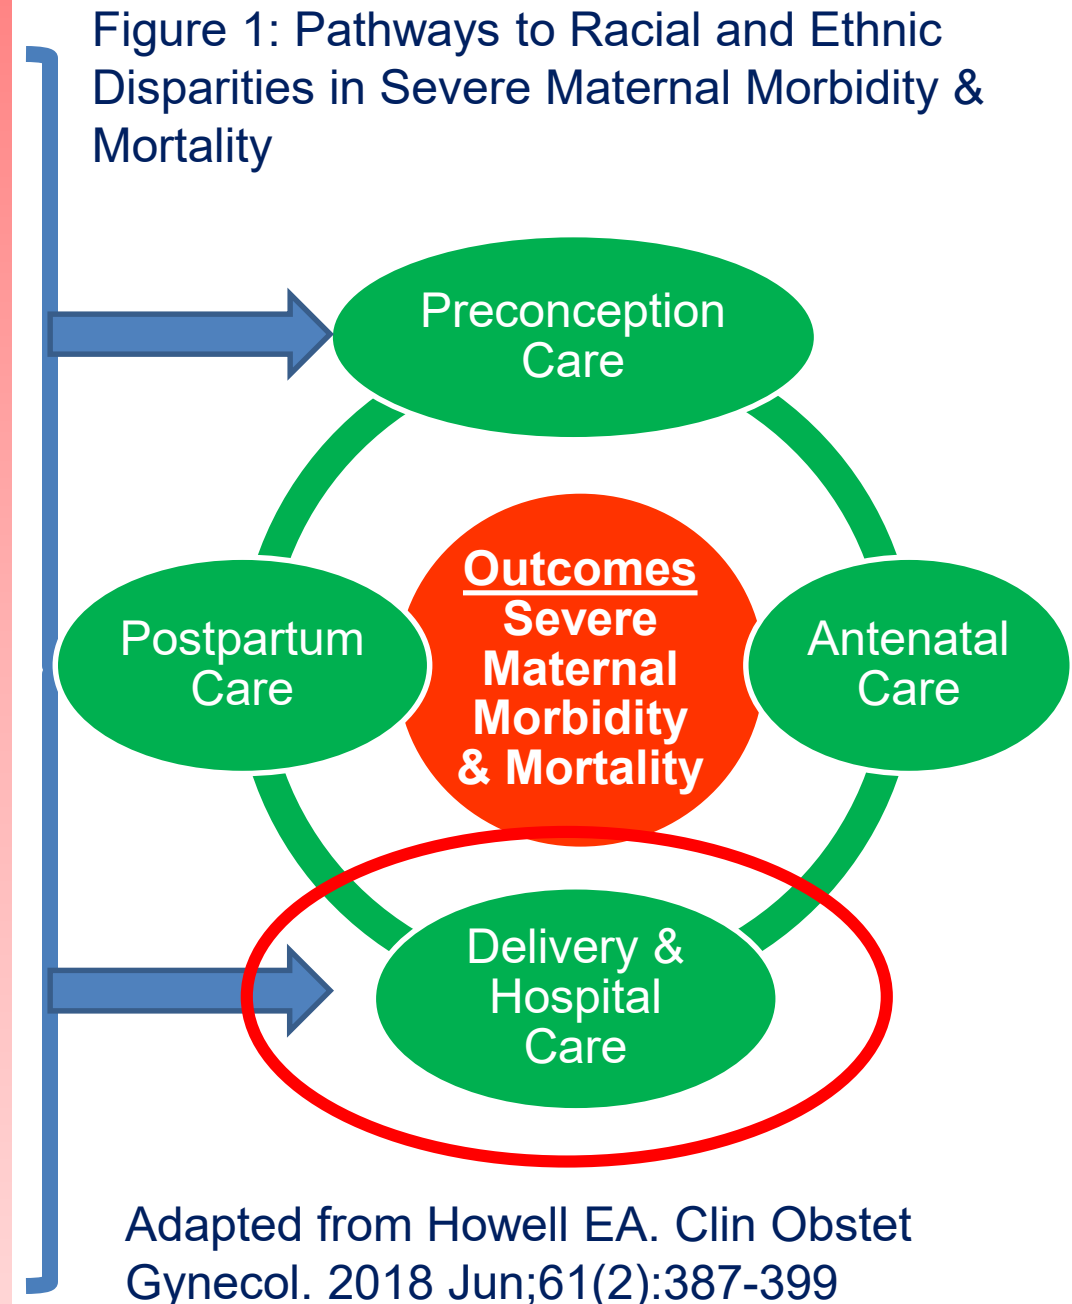 Figure 1: Pathways to Racial and Ethnic
Disparities in Severe Maternal Morbidity &
Mortality
Preconception
Care
Outcomes
Severe
Maternal
Morbidity
& Mortality
Postpartum
Care
Antenatal
Care
Delivery &
Hospital
Care
Adapted from Howell EA. Clin Obstet
Gynecol. 2018 Jun;61(2):387-399